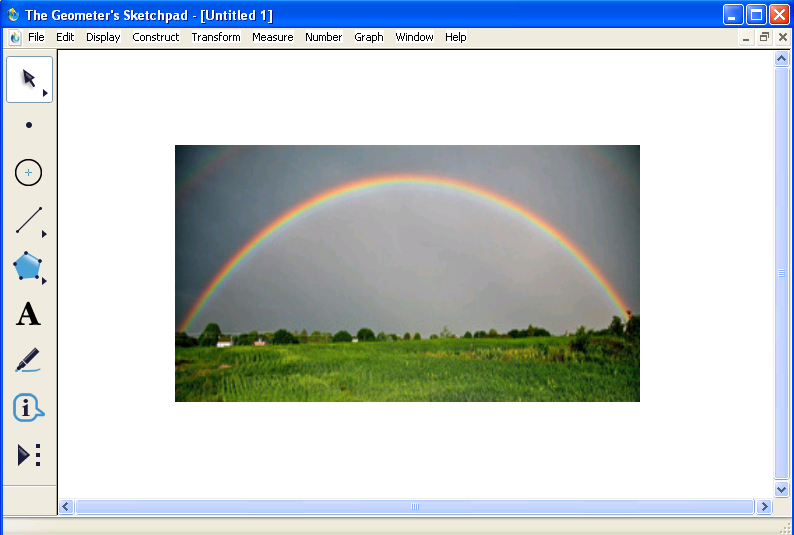 The Geometer's Sketchpad - [Untitled 1]
File Edit Display Construct Transform Measure Number Graph Window Help
A
i